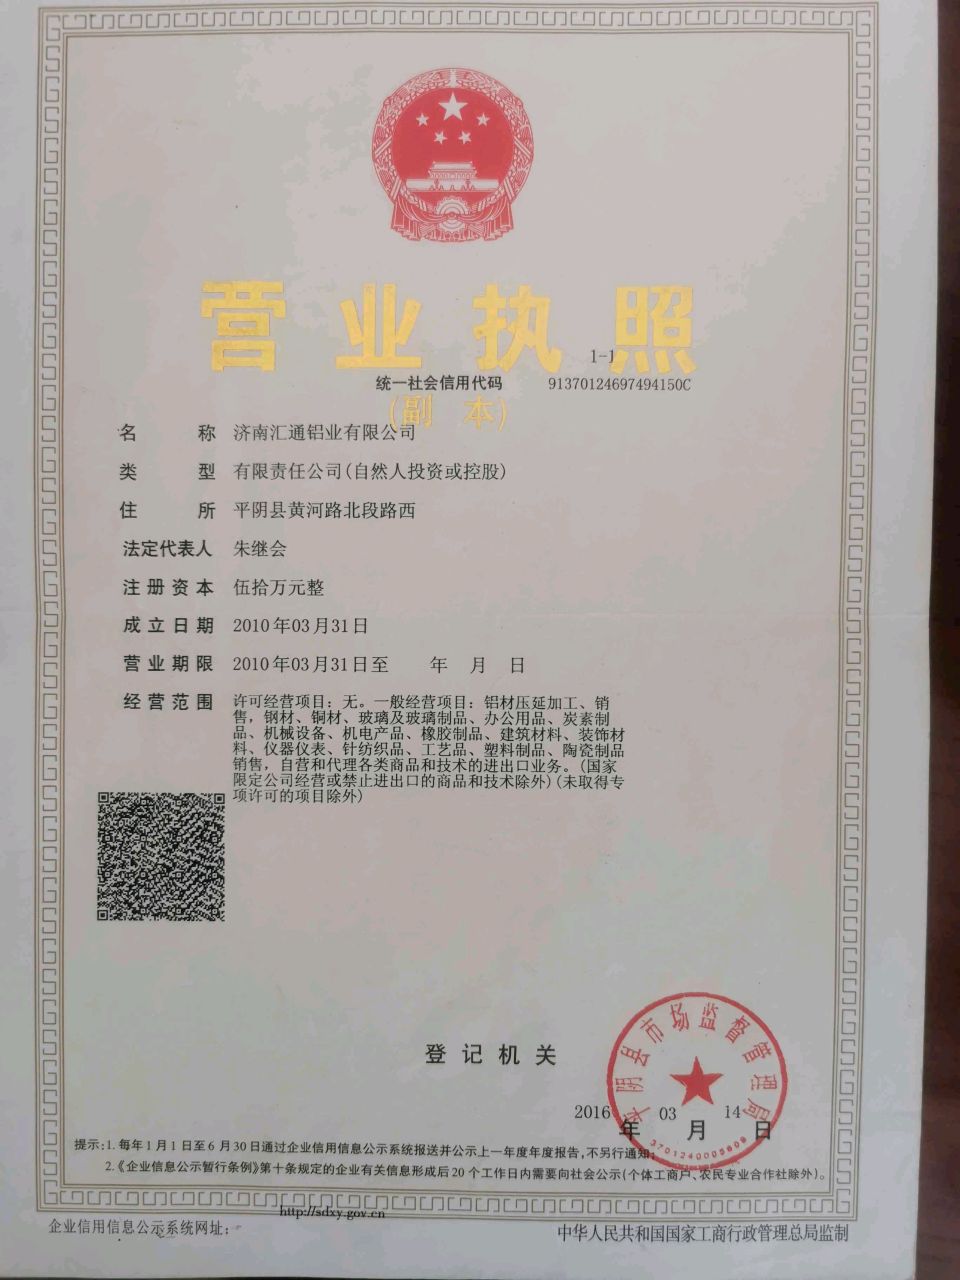 营业执照
1-1
统一社会信用代码 91370124697494150C
(副 本)
名 称 济南汇通铝业有限公司
类 型 有限责任公司(自然人投资或控股)
住 所 平阴县黄河路北段路西
法定代表人 朱继会
注册资本 伍拾万元整
成立日期 2010年03月31日
营业期限 2010年03月31日至 年 月 日
经营范围 许可经营项目：无。一般经营项目：铝材压延加工、销
售，钢材、铜材、玻璃及玻璃制品、办公用品、炭素制
品、机械设备、机电产品、橡胶制品、建筑材料、装饰材
料、仪器仪表、针纺织品、工艺品、塑料制品、陶瓷制品
销售，自营和代理各类商品和技术的进出口业务。(国家
限定公司经营或禁止进出口的商品和技术除外)(未取得专
项许可的项目除外)
登记机关
平阴县市场监督管理局
3701240005609
2016年03月14日
提示：1. 每年1月1日至6月30日通过企业信用信息公示系统报送并公示上一年度年度报告，不另行通知；
2.《企业信息公示暂行条例》第十条规定的企业有关信息形成后20个工作日内需要向社会公示(个体工商户、农民专业合作社除外)。
http://sdxy.gov.cn
企业信用信息公示系统网址： 中华人民共和国国家工商行政管理总局监制